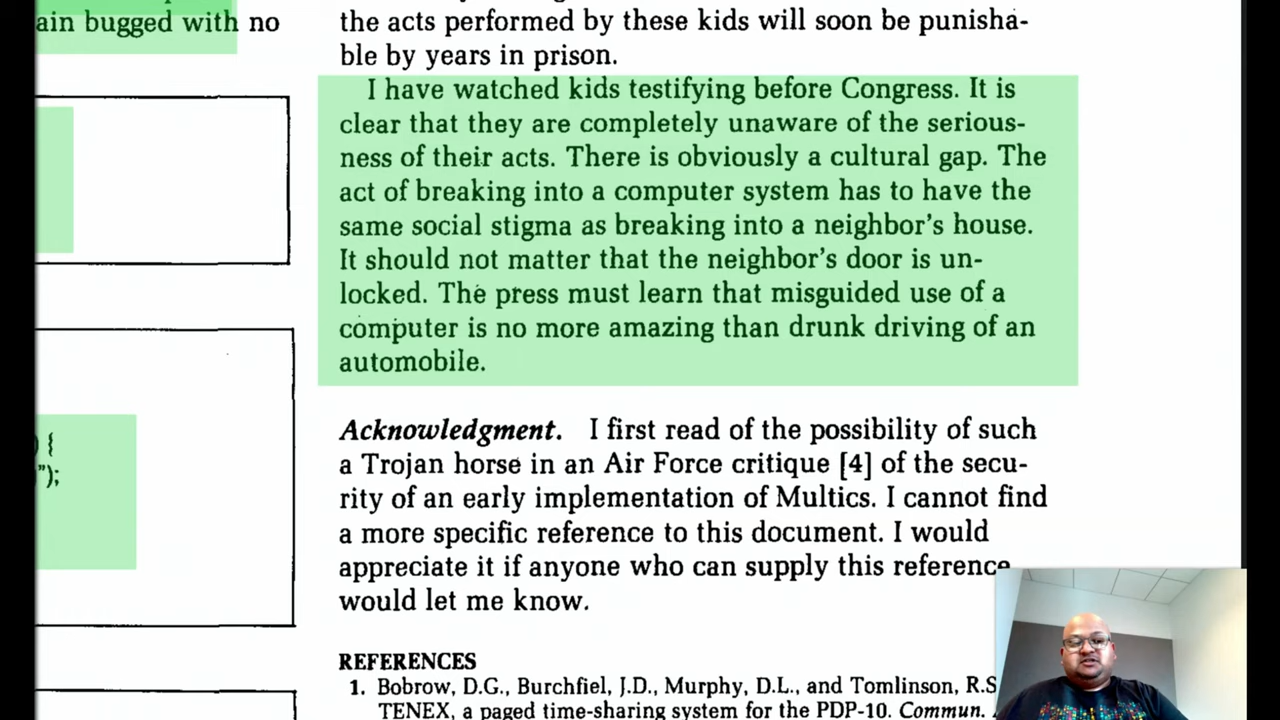 ain bugged with no
) {
");
the acts performed by these kids will soon be punisha-
ble by years in prison.
I have watched kids testifying before Congress. It is
clear that they are completely unaware of the serious-
ness of their acts. There is obviously a cultural gap. The
act of breaking into a computer system has to have the
same social stigma as breaking into a neighbor's house.
It should not matter that the neighbor's door is un-
locked. The press must learn that misguided use of a
computer is no more amazing than drunk driving of an
automobile.
Acknowledgment. I first read of the possibility of such
a Trojan horse in an Air Force critique [4] of the secu-
rity of an early implementation of Multics. I cannot find
a more specific reference to this document. I would
appreciate it if anyone who can supply this reference
would let me know.
REFERENCES
1. Bobrow, D.G., Burchfiel, J.D., Murphy, D.L., and Tomlinson, R.S
TENEX, a paged time-sharing system for the PDP-10. Commun.